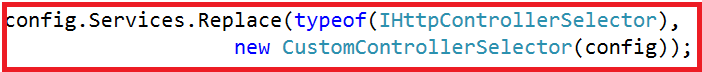 config.Services.Replace(typeof(IHttpControllerSelector),
new CustomControllerSelector(config));